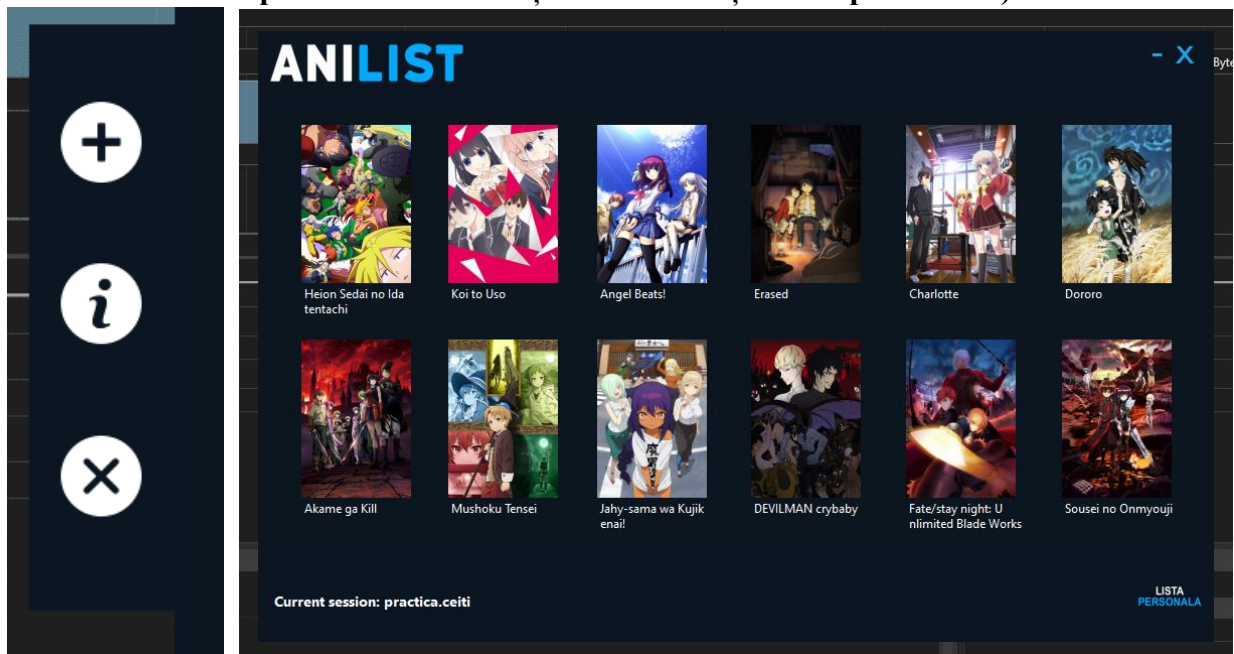 ANILIST
- X
Byte
Heion Sedai no Ida
tentachi
Koi to Uso
Angel Beats!
Erased
Charlotte
Dororo
Akame ga Kill
Mushoku Tensei
Jahy-sama wa Kujik
enai!
DEVILMAN crybaby
Fate/stay night: U
nlimited Blade Works
Sousei no Onmyouji
Current session: practica.ceiti
LISTA
PERSONALA